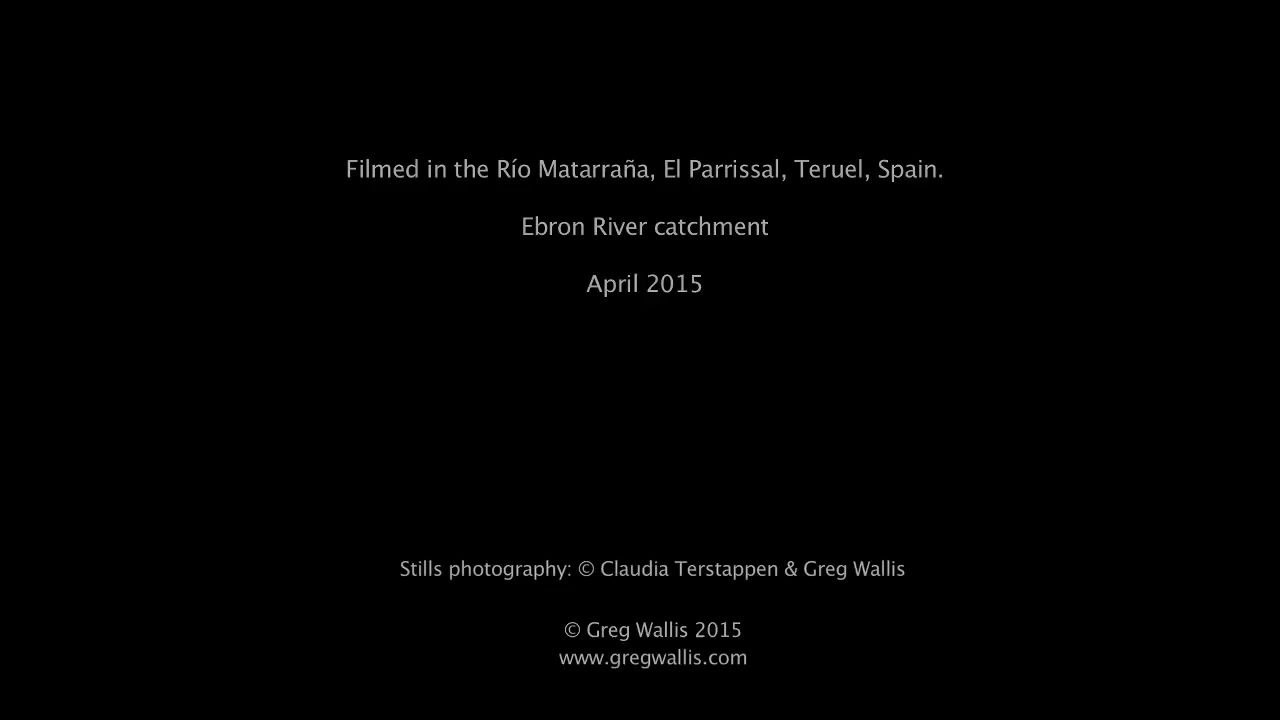 Filmed in the Río Matarraña, El Parrissal, Teruel, Spain.
Ebron River catchment
April 2015
Stills photography: © Claudia Terstappen & Greg Wallis
© Greg Wallis 2015
www.gregwallis.com